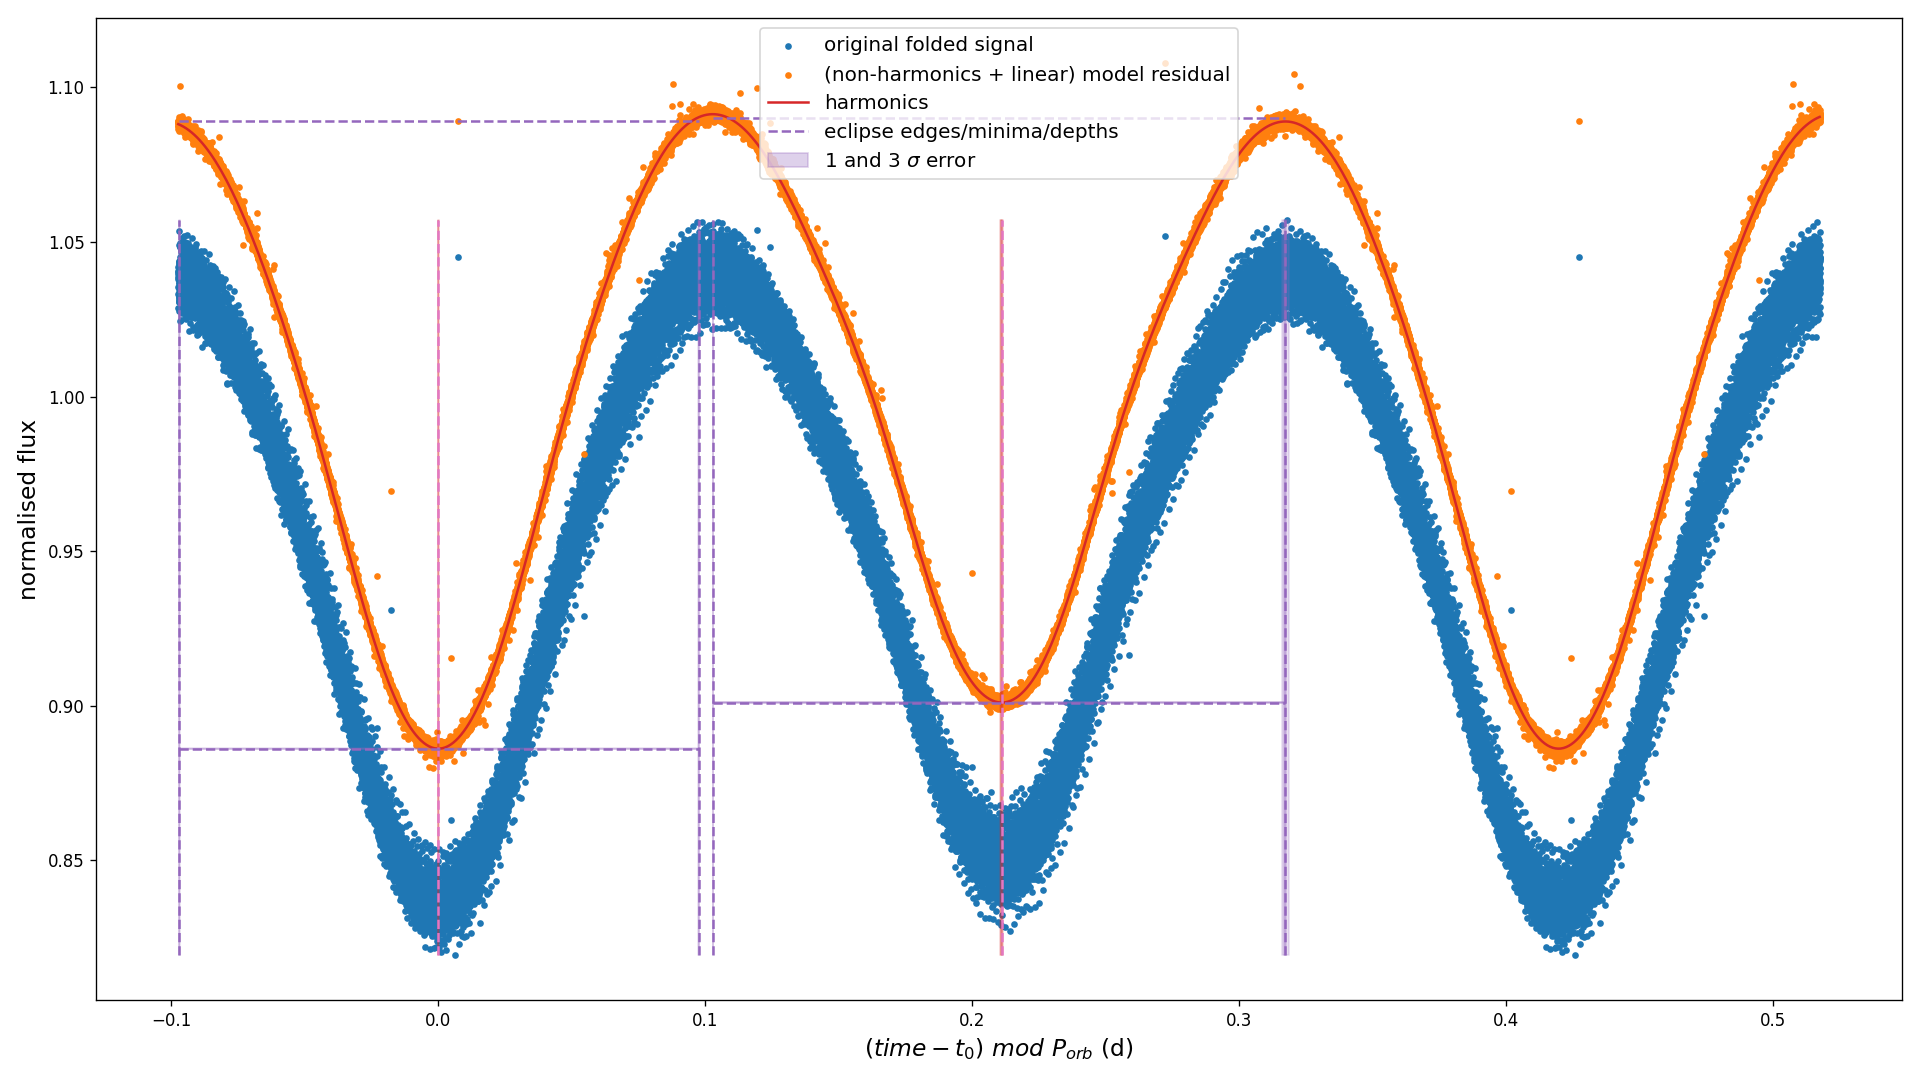 original folded signal
(non-harmonics + linear) model residual
harmonics
eclipse edges/minima/depths
1 and 3 σ error
normalised flux
1.10
1.05
1.00
0.95
0.90
0.85
−0.1 0.0 0.1 0.2 0.3 0.4 0.5
(time − t₀) mod P_orb (d)